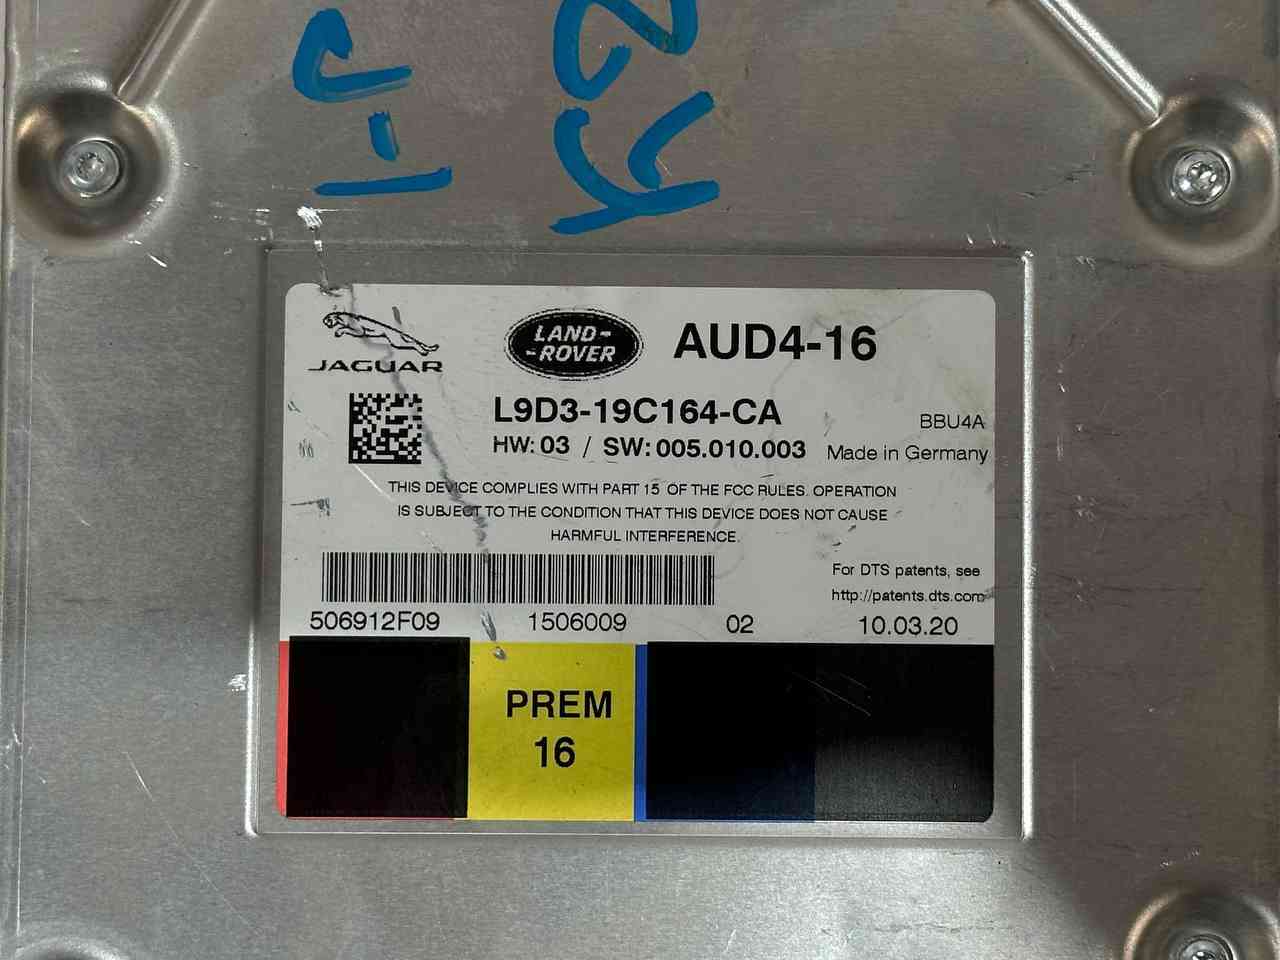 JAGUAR
LAND-
-ROVER
AUD4-16
L9D3-19C164-CA
HW: 03 / SW: 005.010.003
BBU4A
Made in Germany
THIS DEVICE COMPLIES WITH PART 15 OF THE FCC RULES. OPERATION
IS SUBJECT TO THE CONDITION THAT THIS DEVICE DOES NOT CAUSE
HARMFUL INTERFERENCE.
For DTS patents, see
http://patents.dts.com
506912F09 1506009 02 10.03.20
PREM
16